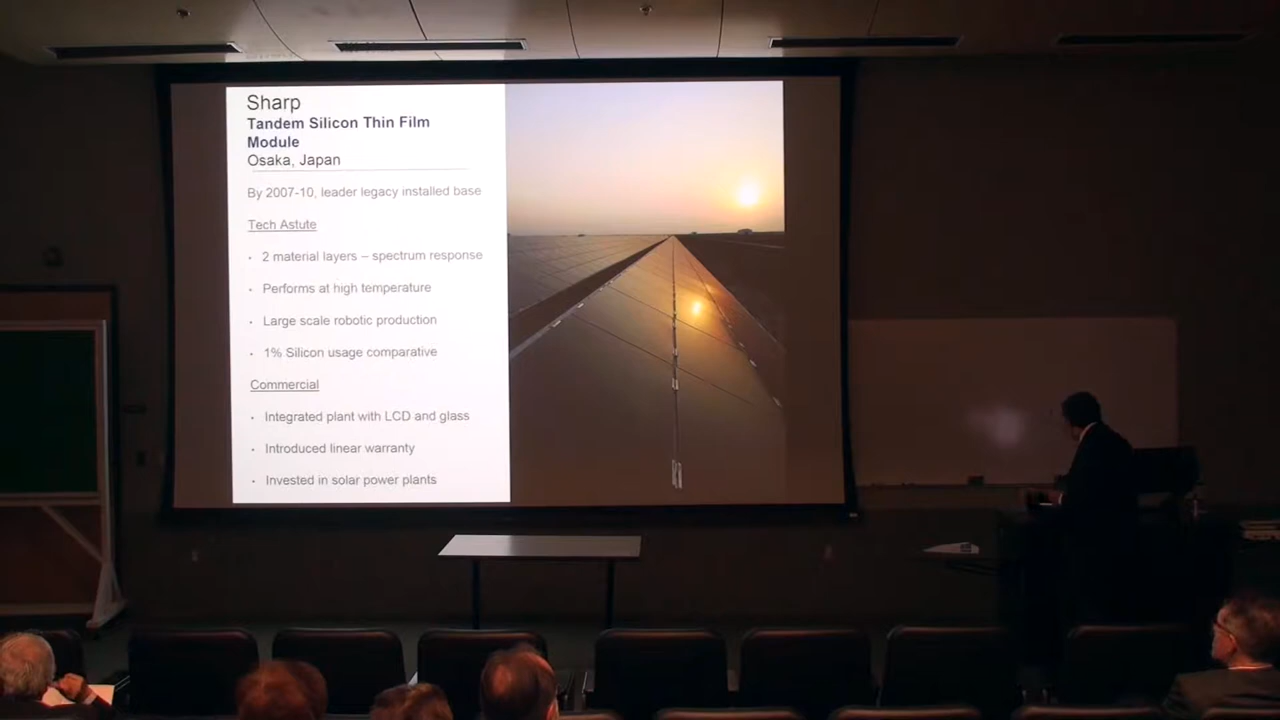 Sharp
Tandem Silicon Thin Film
Module
Osaka, Japan
By 2007-10, leader legacy installed base
Tech Astute
• 2 material layers – spectrum response
• Performs at high temperature
• Large scale robotic production
• 1% Silicon usage comparative
Commercial
• Integrated plant with LCD and glass
• Introduced linear warranty
• Invested in solar power plants